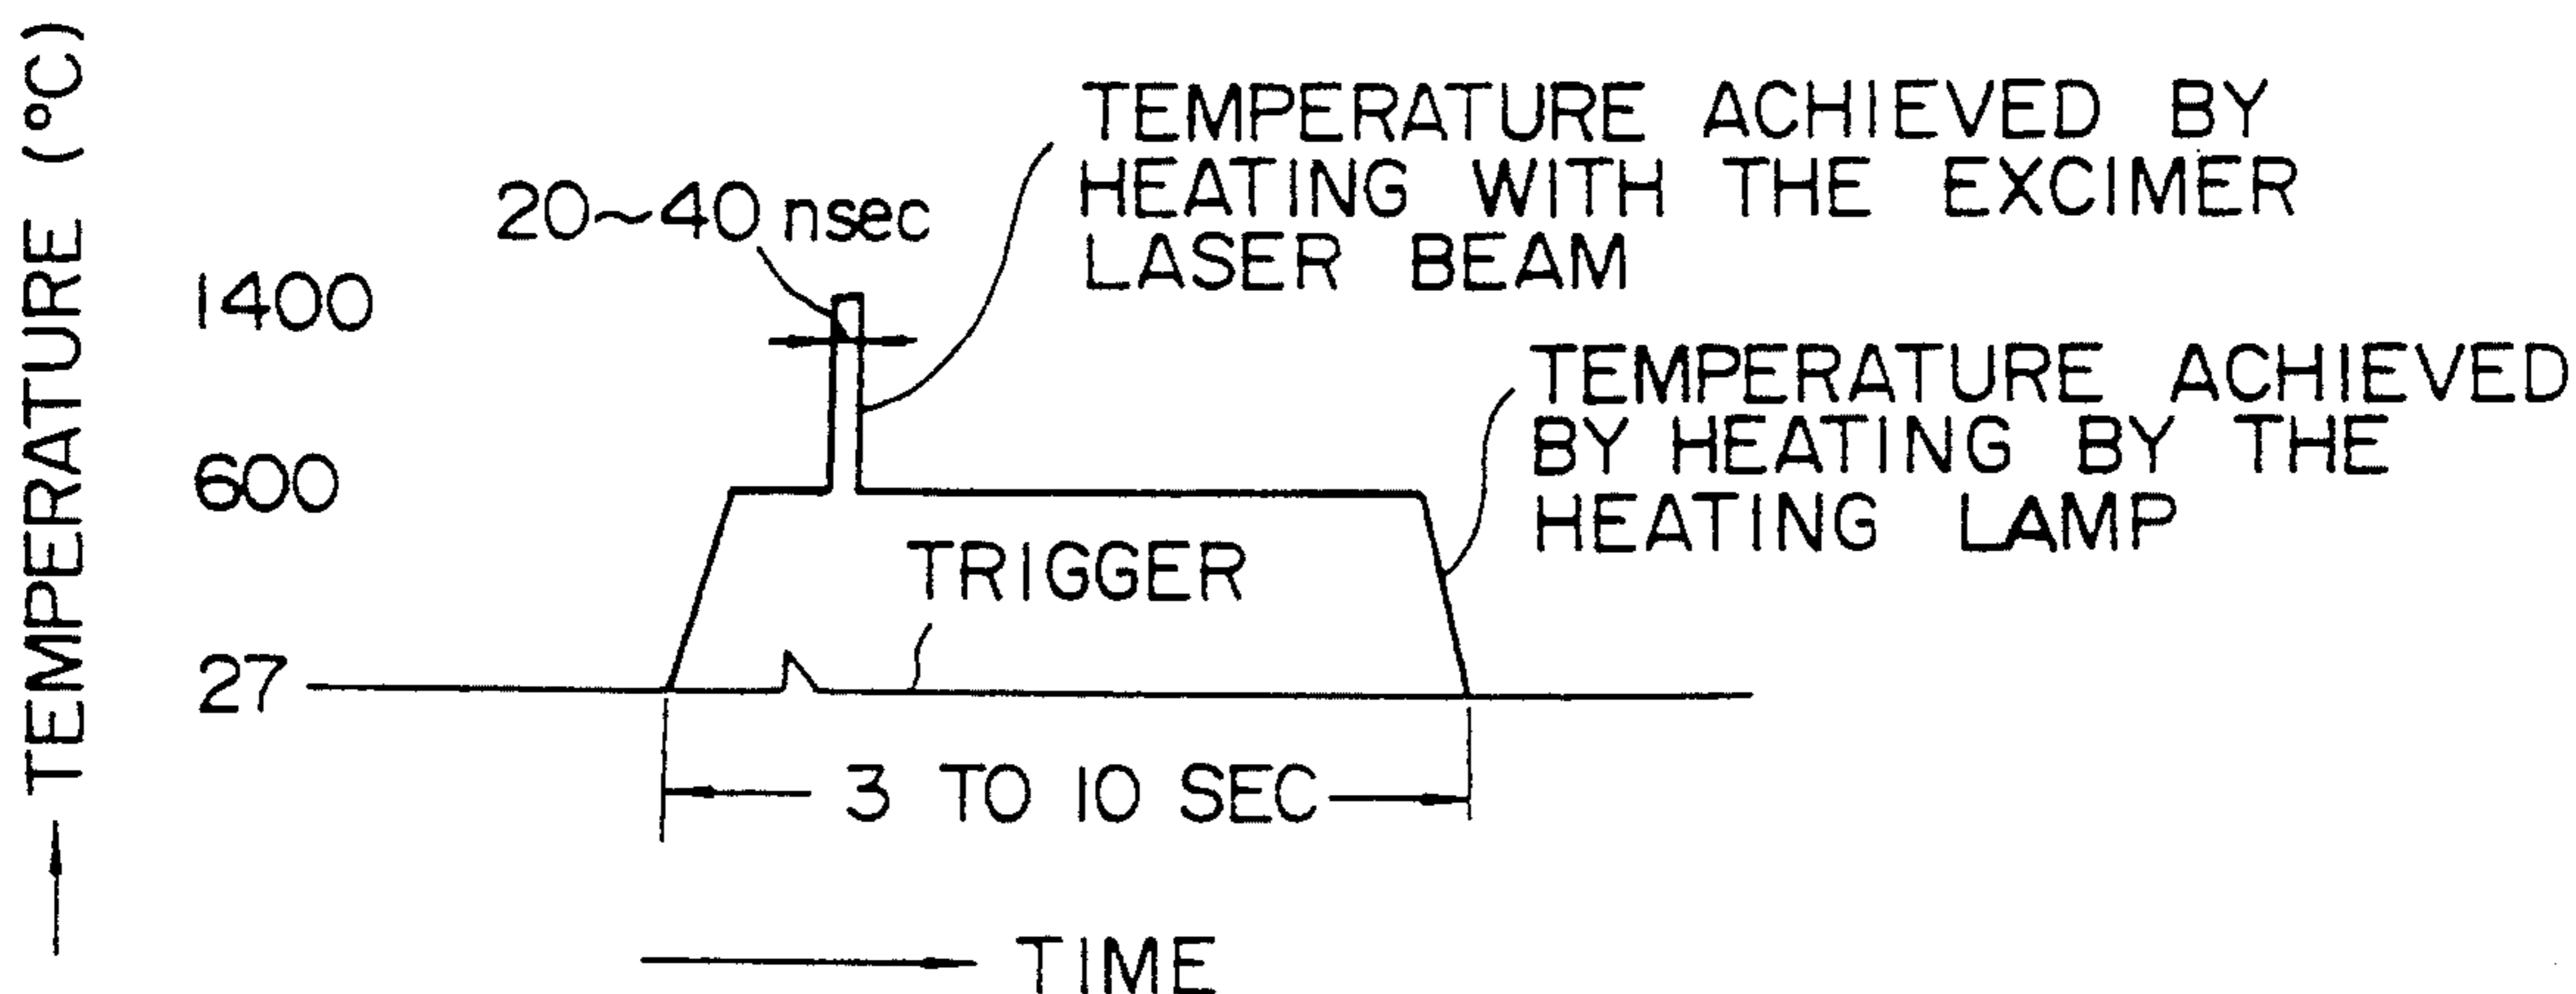 TEMPERATURE (°C)
TEMPERATURE ACHIEVED BY
HEATING WITH THE EXCIMER
LASER BEAM
20~40 nsec
1400
TEMPERATURE ACHIEVED
BY HEATING BY THE
HEATING LAMP
600
TRIGGER
27
3 TO 10 SEC
TIME